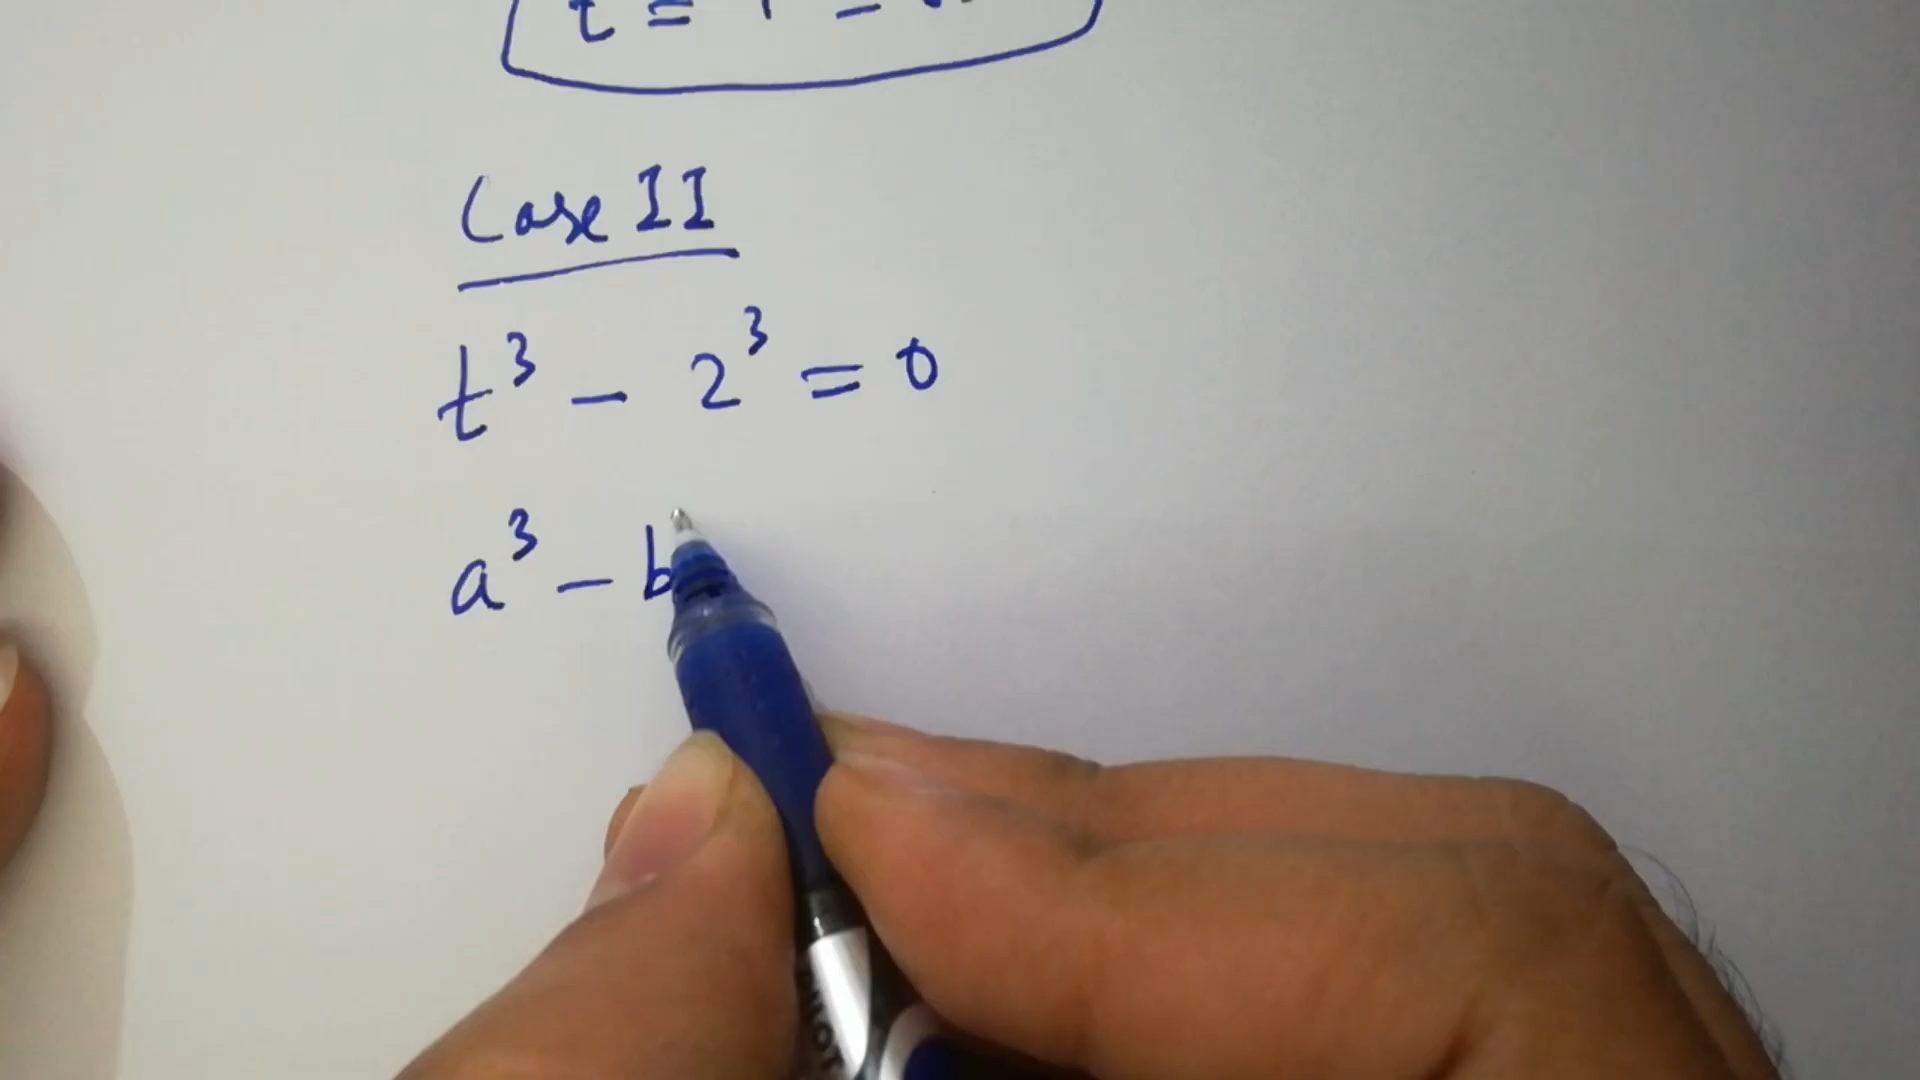 t =
Case II
t³ - 2³ = 0
a³ - b